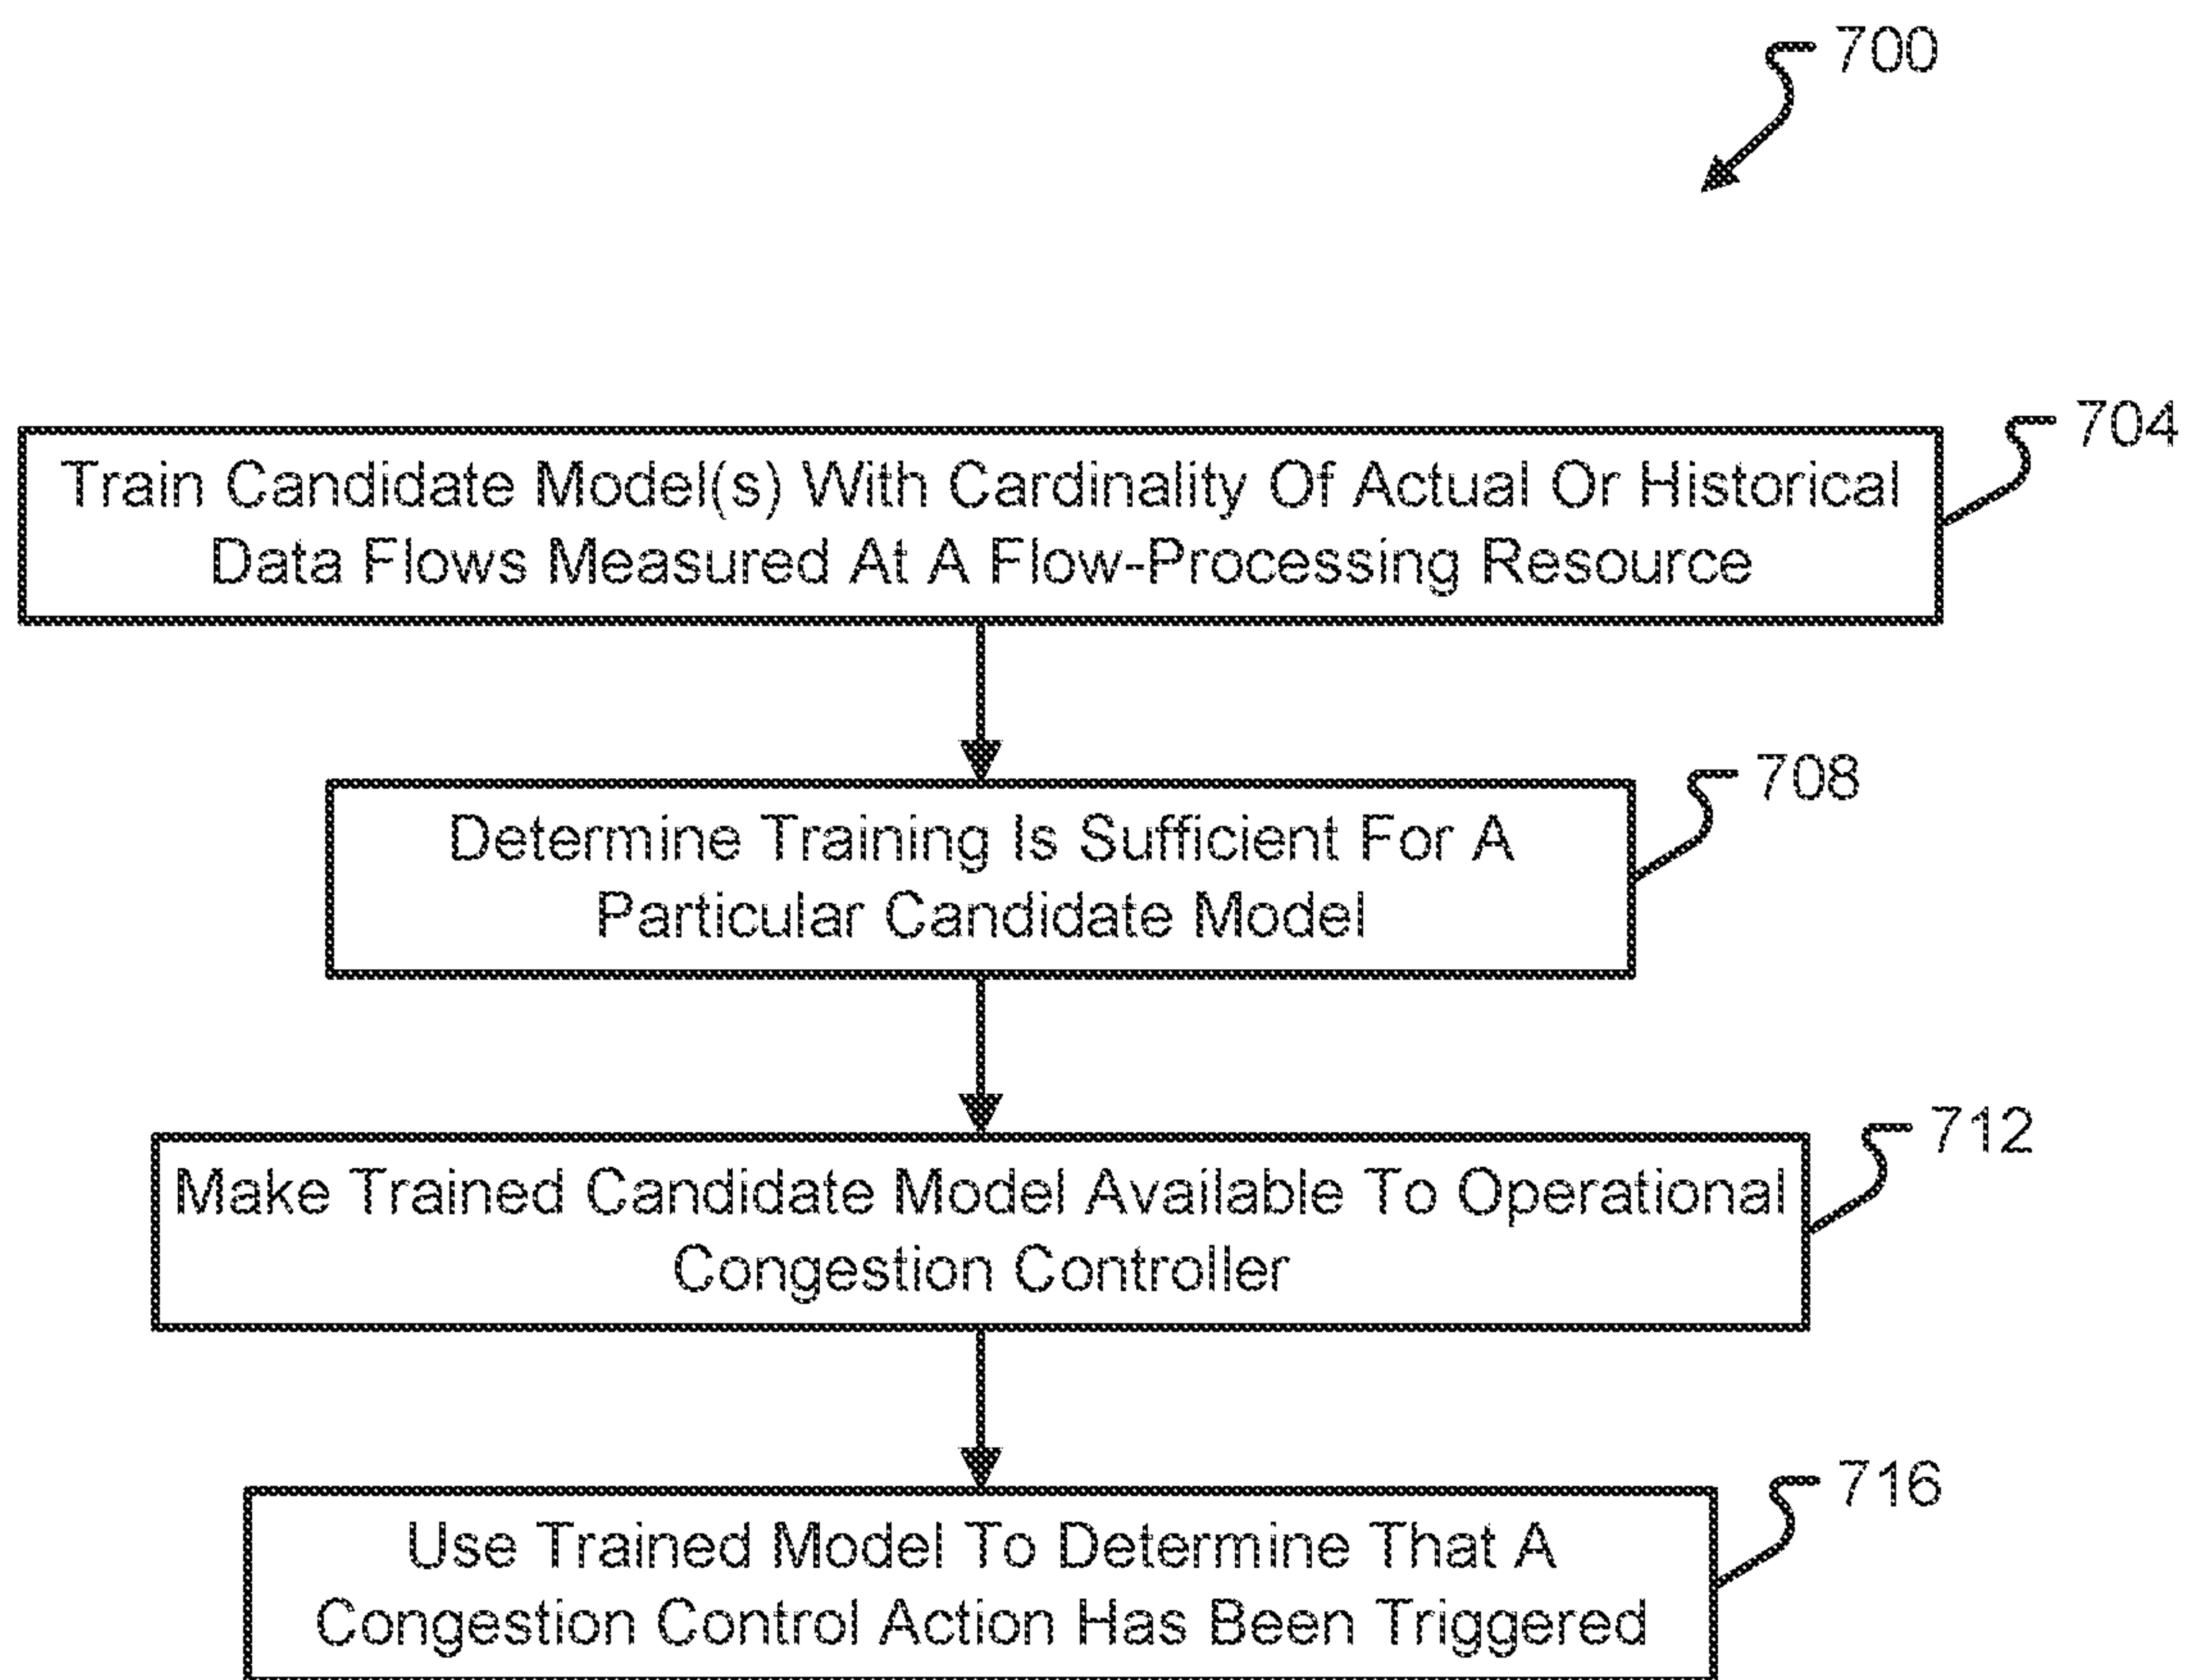 700
704
Train Candidate Model(s) With Cardinality Of Actual Or Historical
Data Flows Measured At A Flow-Processing Resource
708
Determine Training Is Sufficient For A
Particular Candidate Model
712
Make Trained Candidate Model Available To Operational
Congestion Controller
716
Use Trained Model To Determine That A
Congestion Control Action Has Been Triggered